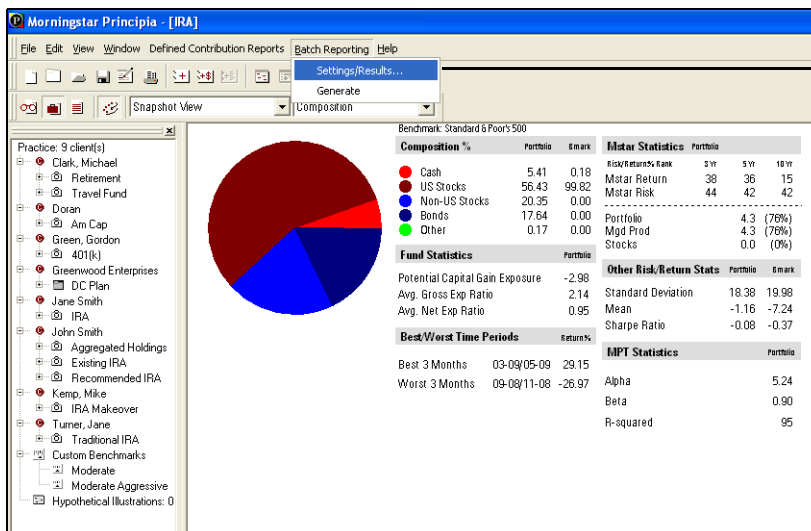 Morningstar Principia - [IRA]
File Edit View Window Defined Contribution Reports Batch Reporting Help
Settings/Results...
Generate
Snapshot View Composition
Practice: 9 client(s)
Clark, Michael
Retirement
Travel Fund
Doran
Am Cap
Green, Gordon
401(k)
Greenwood Enterprises
DC Plan
Jane Smith
IRA
John Smith
Aggregated Holdings
Existing IRA
Recommended IRA
Kemp, Mike
IRA Makeover
Turner, Jane
Traditional IRA
Custom Benchmarks
Moderate
Moderate Aggressive
Hypothetical Illustrations: 0
Benchmark: Standard & Poor's 500
Composition % Portfolio Bmark
Cash 5.41 0.18
US Stocks 56.43 99.82
Non-US Stocks 20.35 0.00
Bonds 17.64 0.00
Other 0.17 0.00
Fund Statistics Portfolio
Potential Capital Gain Exposure -2.98
Avg. Gross Exp Ratio 2.14
Avg. Net Exp Ratio 0.95
Best/Worst Time Periods Return%
Best 3 Months 03-09/05-09 29.15
Worst 3 Months 09-08/11-08 -26.97
Mstar Statistics Portfolio
Risk/Return% Rank 3 Yr 5 Yr 10 Yr
Mstar Return 38 36 15
Mstar Risk 44 42 42
Portfolio 4.3 (76%)
Mgd Prod 4.3 (76%)
Stocks 0.0 (0%)
Other Risk/Return Stats Portfolio Bmark
Standard Deviation 18.38 19.98
Mean -1.16 -7.24
Sharpe Ratio -0.08 -0.37
MPT Statistics Portfolio
Alpha 5.24
Beta 0.90
R-squared 95